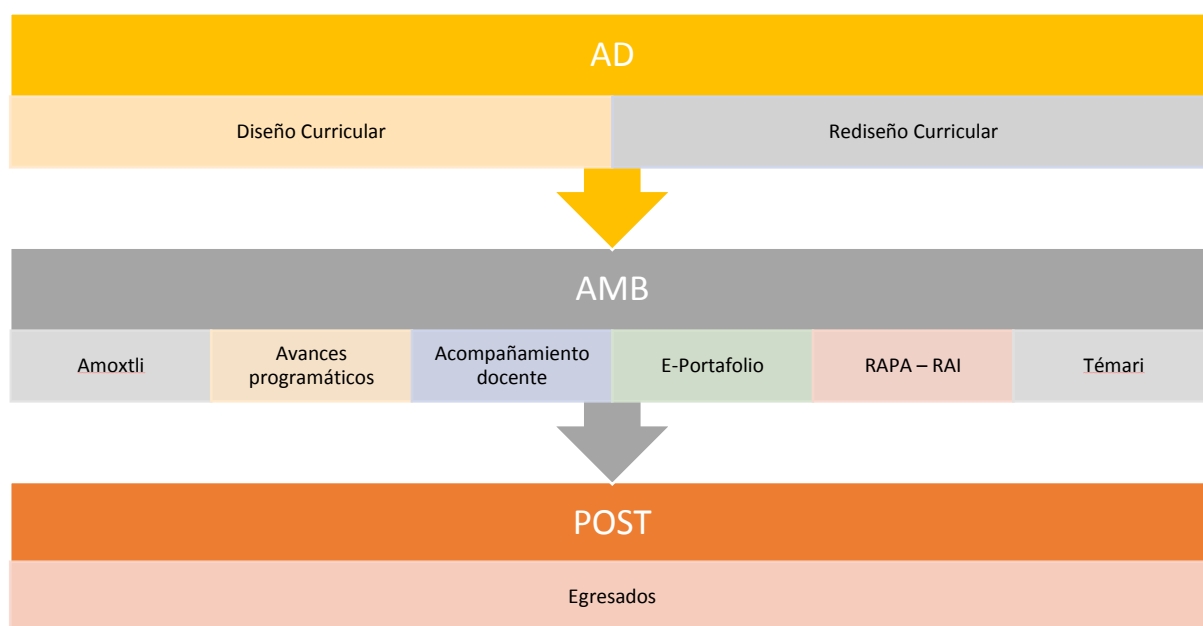 AD
Diseño Curricular
Rediseño Curricular
AMB
Amoxtli
Avances
programáticos
Acompañamiento
docente
E-Portafolio
RAPA – RAI
Témari
POST
Egresados